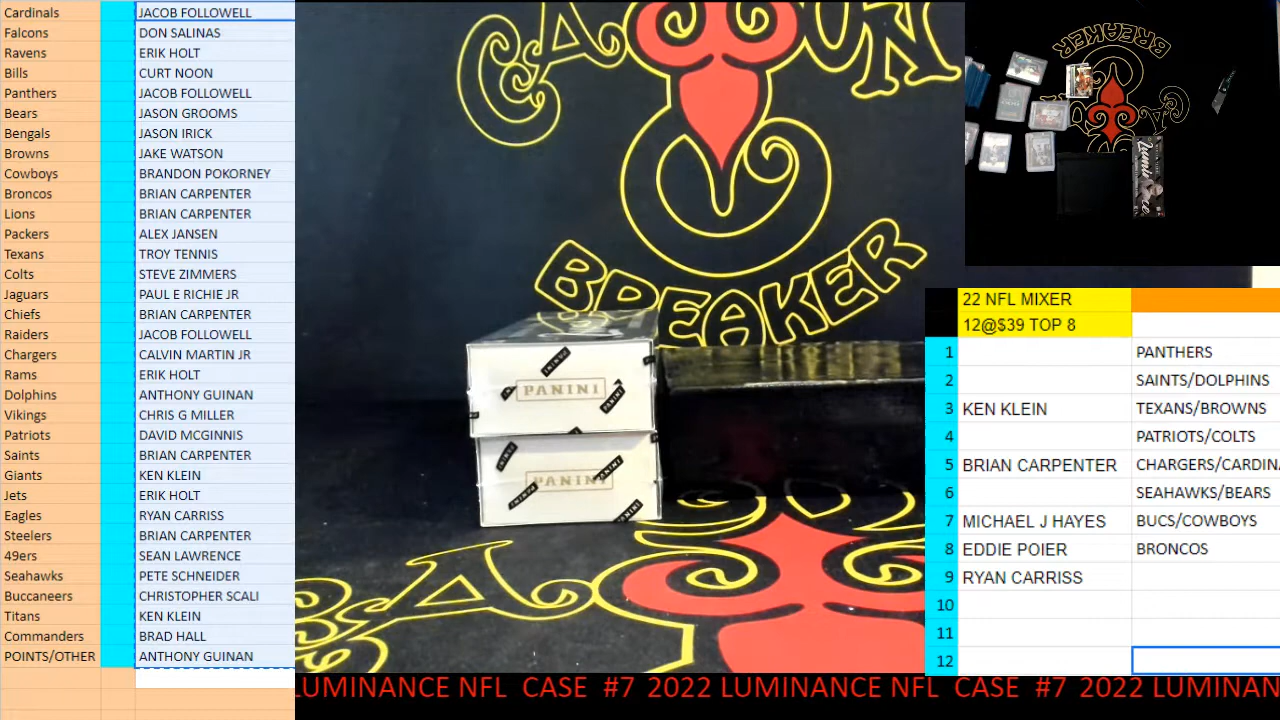 Cardinals JACOB FOLLOWELL
Falcons DON SALINAS
Ravens ERIK HOLT
Bills CURT NOON
Panthers JACOB FOLLOWELL
Bears JASON GROOMS
Bengals JASON IRICK
Browns JAKE WATSON
Cowboys BRANDON POKORNEY
Broncos BRIAN CARPENTER
Lions BRIAN CARPENTER
Packers ALEX JANSEN
Texans TROY TENNIS
Colts STEVE ZIMMERS
Jaguars PAUL E RICHIE JR
Chiefs BRIAN CARPENTER
Raiders JACOB FOLLOWELL
Chargers CALVIN MARTIN JR
Rams ERIK HOLT
Dolphins ANTHONY GUINAN
Vikings CHRIS G MILLER
Patriots DAVID MCGINNIS
Saints BRIAN CARPENTER
Giants KEN KLEIN
Jets ERIK HOLT
Eagles RYAN CARRISS
Steelers BRIAN CARPENTER
49ers SEAN LAWRENCE
Seahawks PETE SCHNEIDER
Buccaneers CHRISTOPHER SCALI
Titans KEN KLEIN
Commanders BRAD HALL
POINTS/OTHER ANTHONY GUINAN
BREAKER
PANINI
PANINI
BREAKER
22 NFL MIXER
12@$39 TOP 8
1 PANTHERS
2 SAINTS/DOLPHINS
3 KEN KLEIN TEXANS/BROWNS
4 PATRIOTS/COLTS
5 BRIAN CARPENTER CHARGERS/CARDINA
6 SEAHAWKS/BEARS
7 MICHAEL J HAYES BUCS/COWBOYS
8 EDDIE POIER BRONCOS
9 RYAN CARRISS
10
11
12
LUMINANCE NFL CASE #7 2022 LUMINANCE NFL CASE #7 2022 LUMINAN